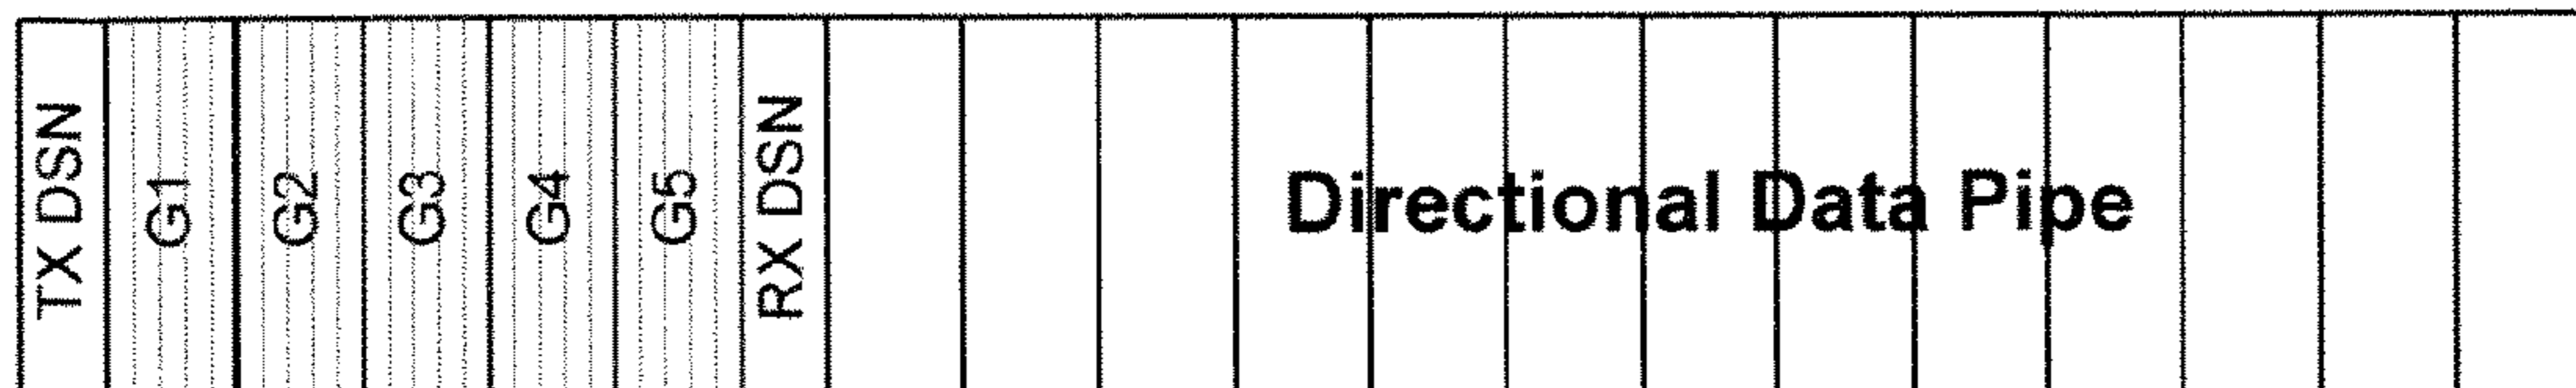 TX DSN
G1
G2
G3
G4
G5
RX DSN
Directional Data Pipe